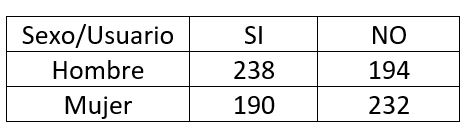 Sexo/Usuario SI NO
Hombre 238 194
Mujer 190 232